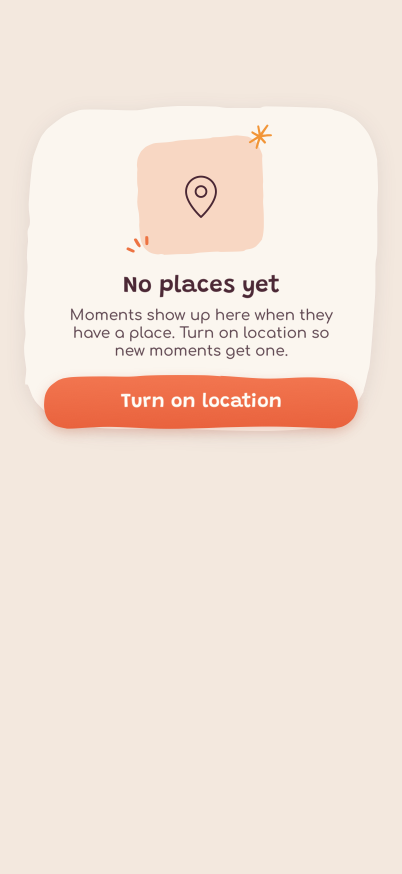 No places yet
Moments show up here when they
have a place. Turn on location so
new moments get one.
Turn on location